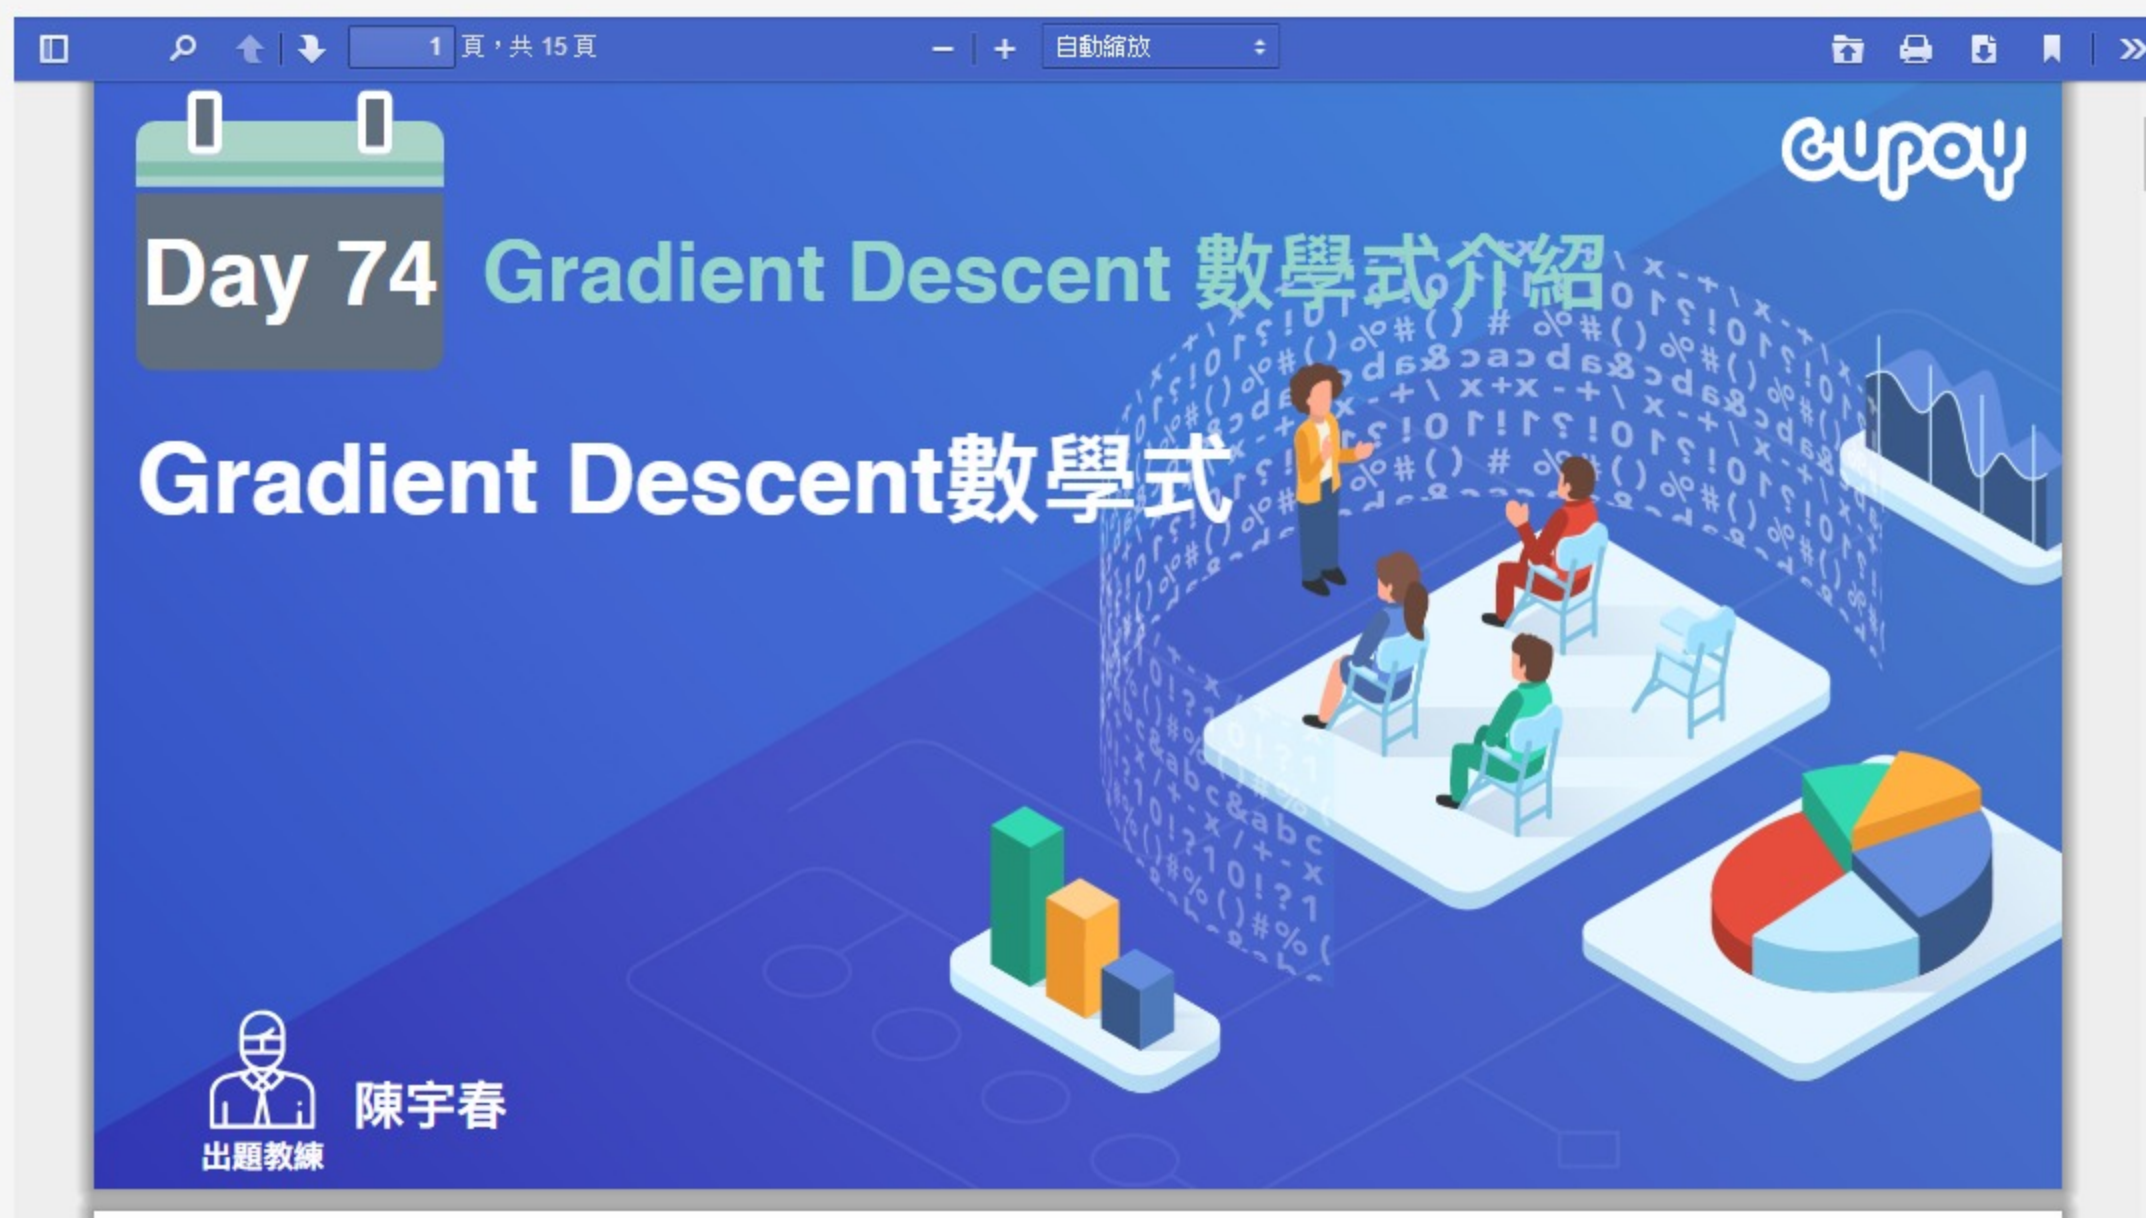 1 頁，共 15 頁
自動縮放
cupoy
Day 74
Gradient Descent 數學式介紹
Gradient Descent數學式
陳宇春
出題教練